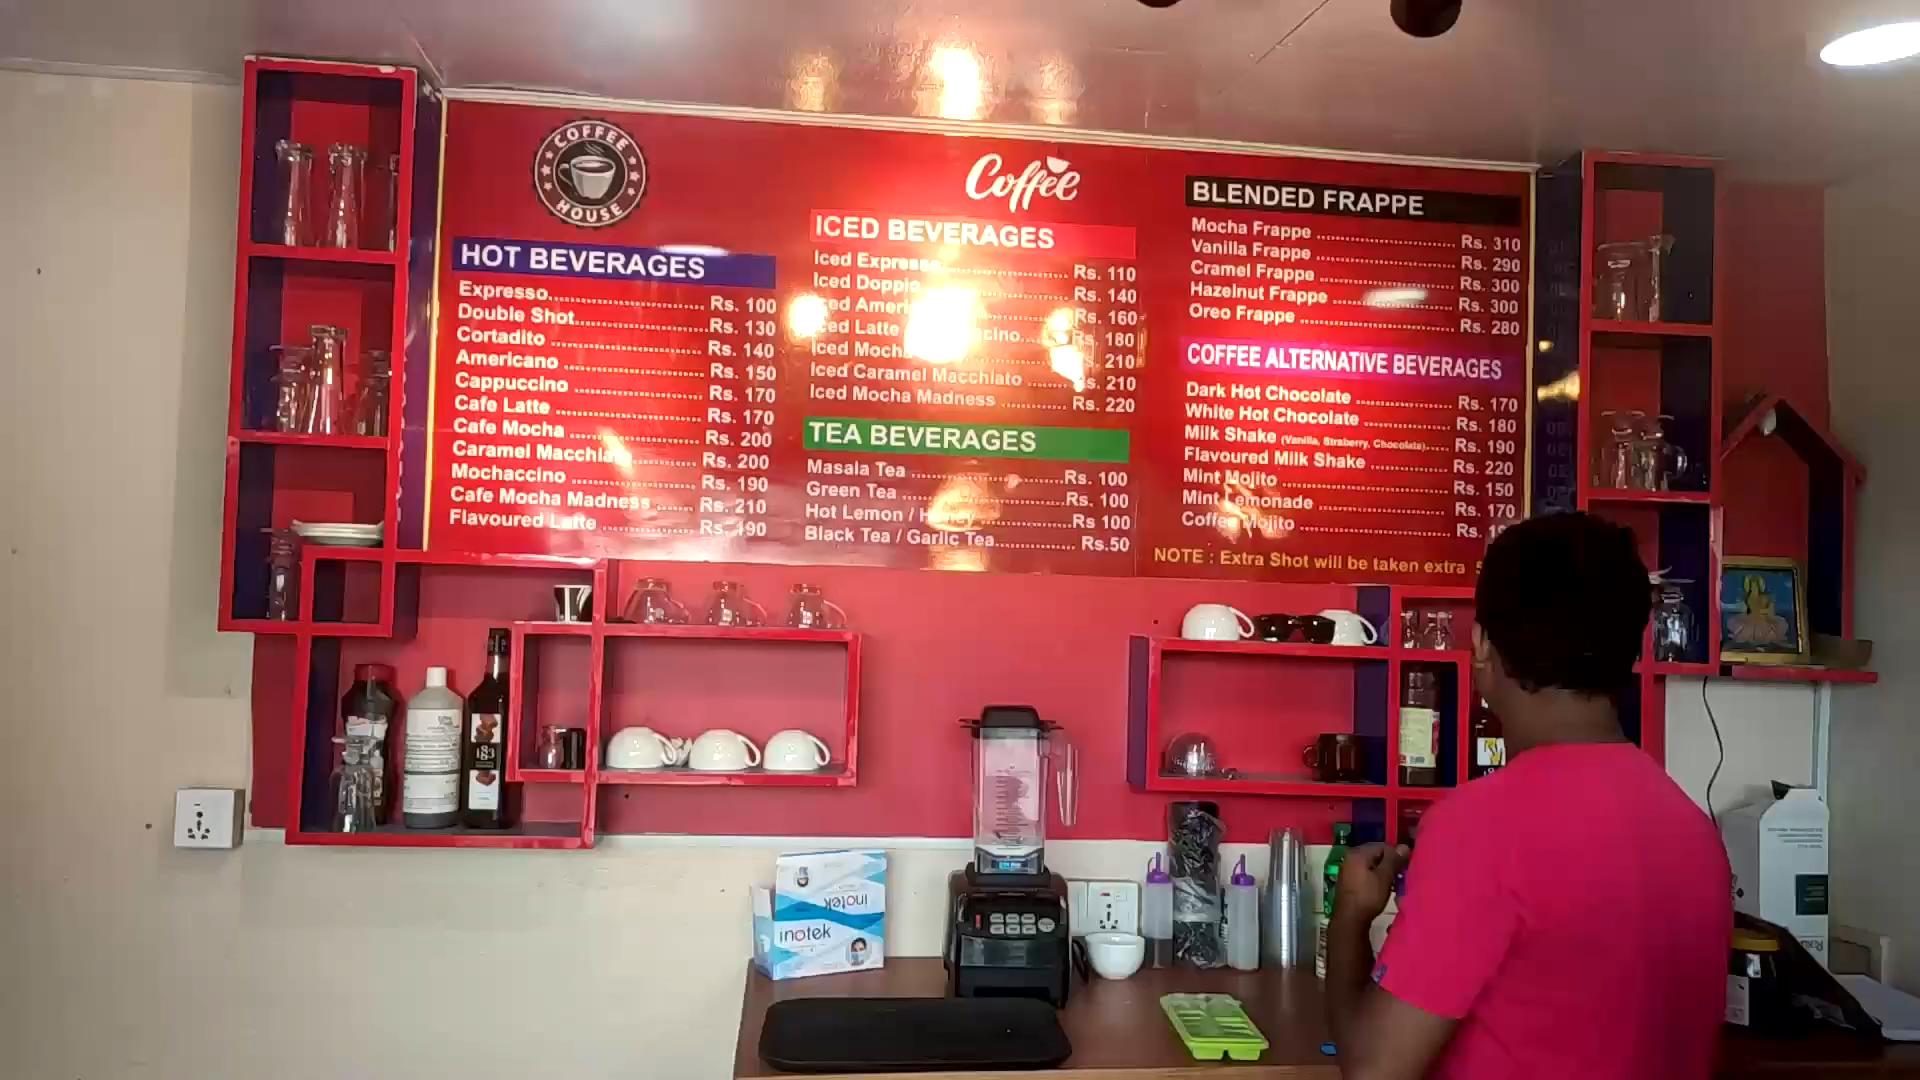 COFFEE
HOUSE
HOT BEVERAGES
Expresso.......... Rs. 100
Double Shot.......... Rs. 130
Cortadito .......... Rs. 140
Americano .......... Rs. 150
Cappuccino .......... Rs. 170
Cafe Latte .......... Rs. 170
Cafe Mocha .......... Rs. 200
Caramel .......... Rs. 200
Mochaccino .......... Rs. 190
Cafe Mocha Madness .......... Rs. 210
Flavoured Latte .......... Rs. 190
Coffee
ICED BEVERAGES
Iced Expresso .......... Rs. 110
Iced Doppio .......... Rs. 140
Rs. 160
Iced Latte Rs. 180
Iced Mocha 210
Iced Caramel Macchiato .......... Rs. 210
Iced Mocha Madness .......... Rs. 220
TEA BEVERAGES
Masala Tea .......... Rs. 100
Green Tea .......... Rs. 100
Hot Lemon / .......... Rs 100
Black Tea / Garlic Tea.......... Rs.50
BLENDED FRAPPE
Mocha Frappe .......... Rs. 310
Vanilla Frappe .......... Rs. 290
Cramel Frappe .......... Rs. 300
Hazelnut Frappe .......... Rs. 300
Oreo Frappe .......... Rs. 280
COFFEE ALTERNATIVE BEVERAGES
Dark Hot Chocolate .......... Rs. 170
White Hot Chocolate .......... Rs. 180
Milk Shake (Vanilla, Straberry, Chocolate)..... Rs. 190
Flavoured Milk Shake .......... Rs. 220
Mint Mojito .......... Rs. 150
Mint Lemonade .......... Rs. 170
Coffee Mojito .......... Rs.
NOTE : Extra Shot will be taken extra
1883
inotek
inotek